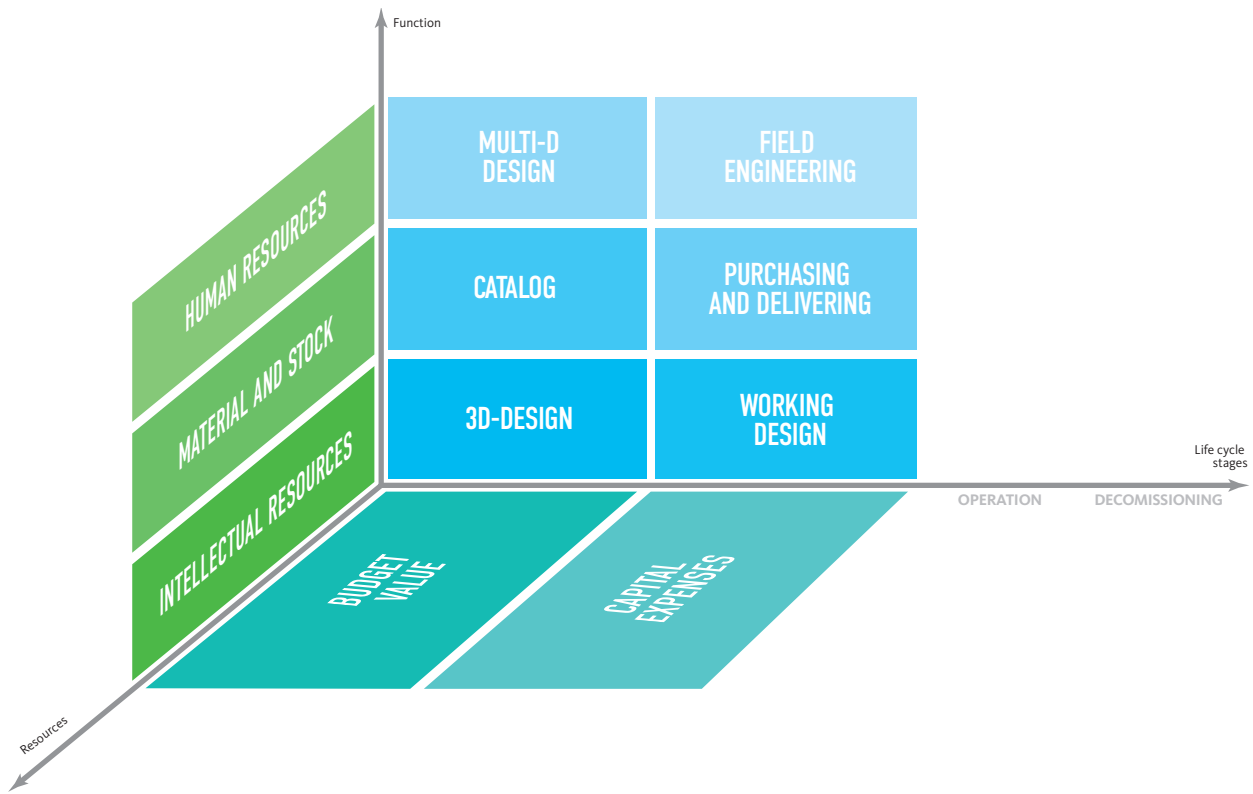 Function
MULTI-D
DESIGN
FIELD
ENGINEERING
HUMAN RESOURCES
CATALOG
PURCHASING
AND DELIVERING
MATERIAL AND STOCK
3D-DESIGN
WORKING
DESIGN
INTELLECTUAL RESOURCES
Life cycle
stages
OPERATION
DECOMISSIONING
BUDGET
VALUE
CAPITAL
EXPENSES
Resources